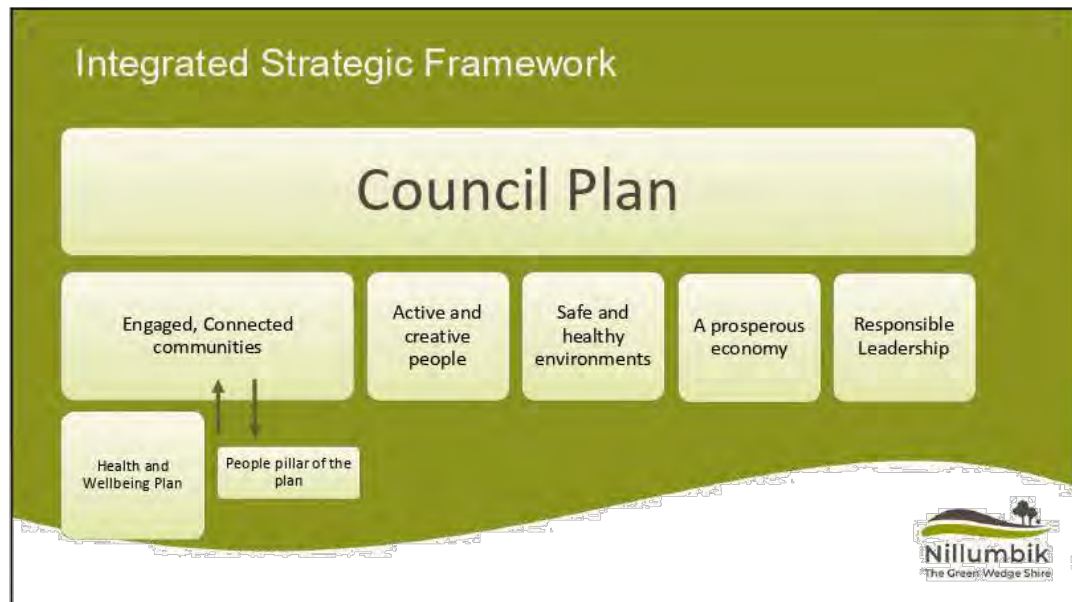 Integrated Strategic Framework
Council Plan
Engaged, Connected
communities
Active and
creative
people
Safe and
healthy
environments
A prosperous
economy
Responsible
Leadership
Health and
Wellbeing Plan
People pillar of the
plan
Nillumbik
The Green Wedge Shire